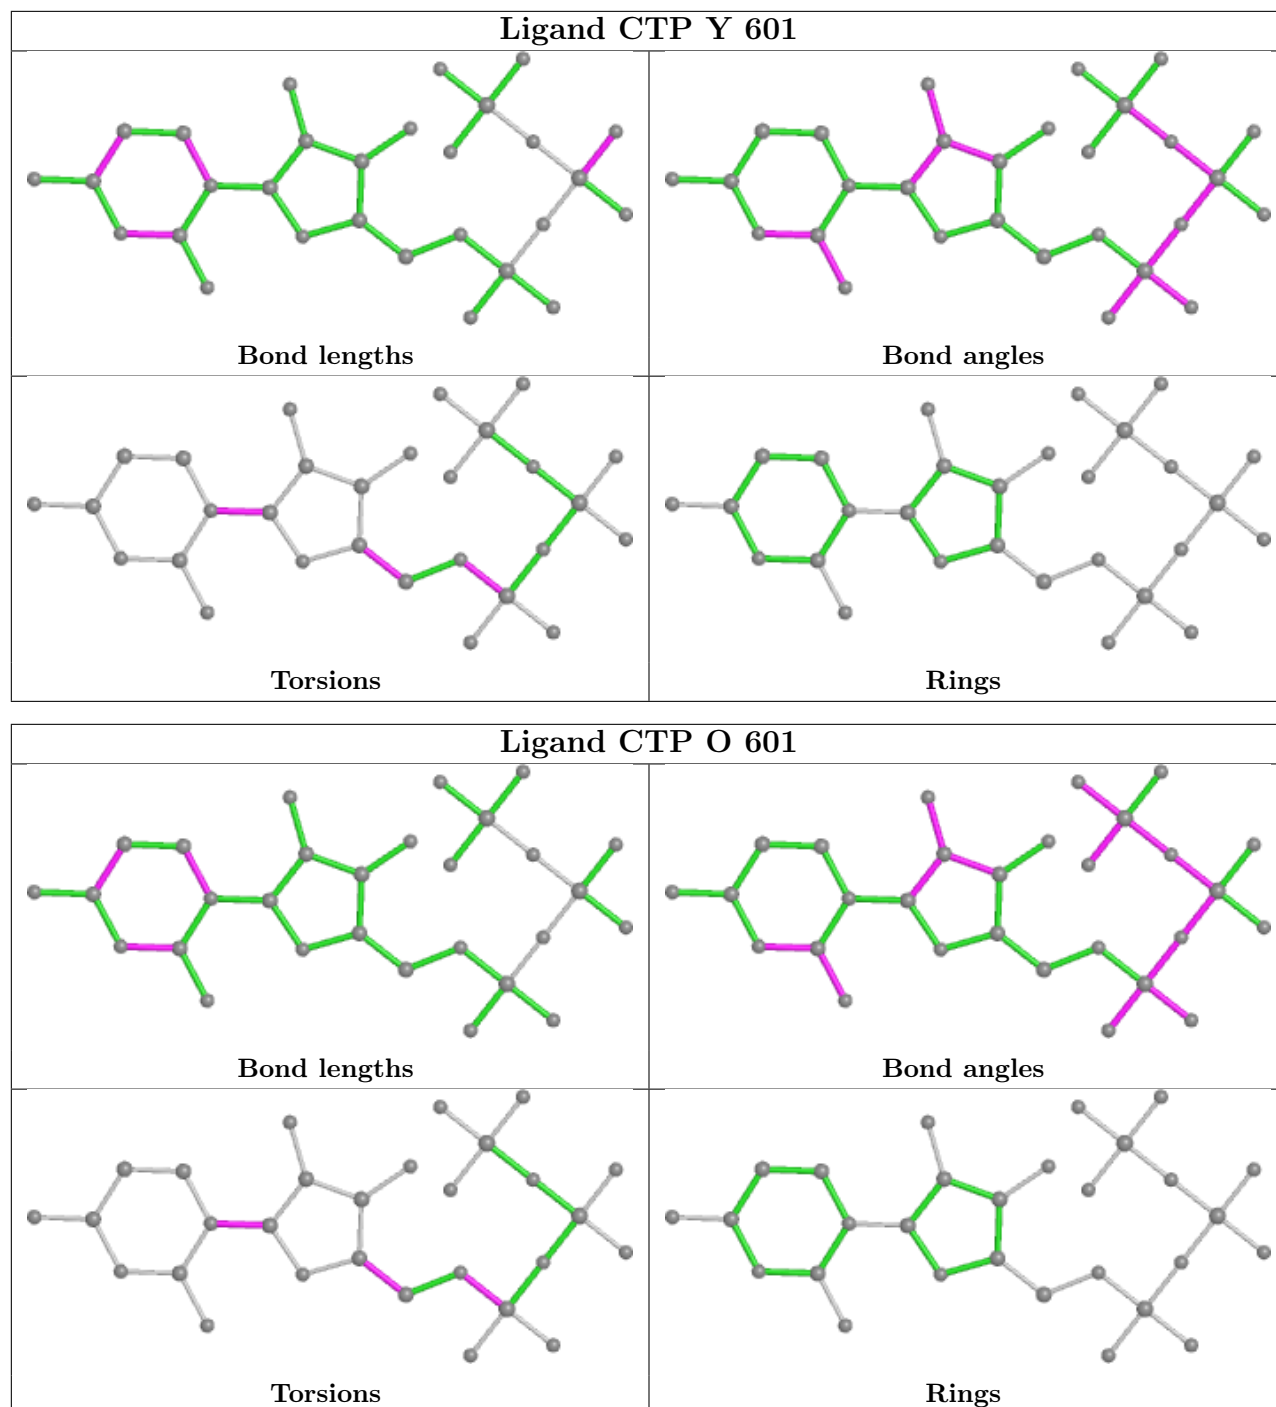 Ligand CTP Y 601
Bond lengths
Bond angles
Torsions
Rings
Ligand CTP O 601
Bond lengths
Bond angles
Torsions
Rings